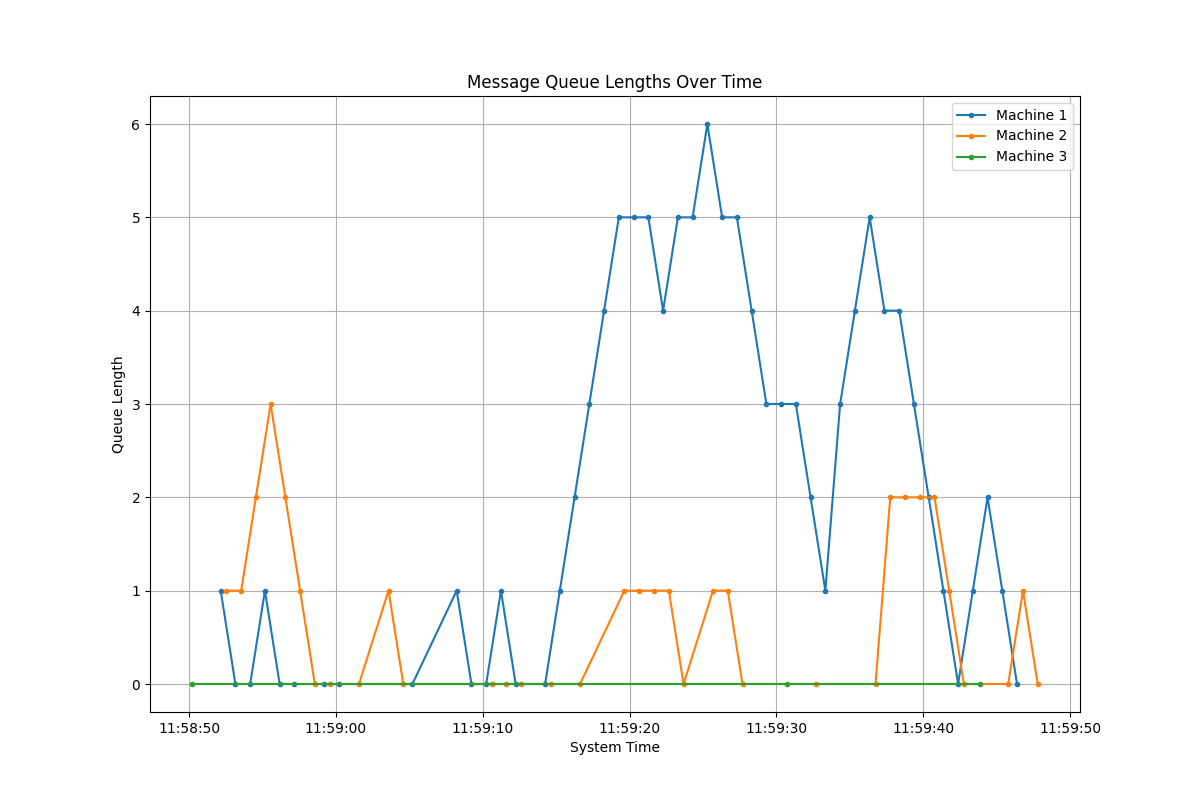 Message Queue Lengths Over Time
Machine 1
Machine 2
Machine 3
Queue Length
6
5
4
3
2
1
0
11:58:50 11:59:00 11:59:10 11:59:20 11:59:30 11:59:40 11:59:50
System Time